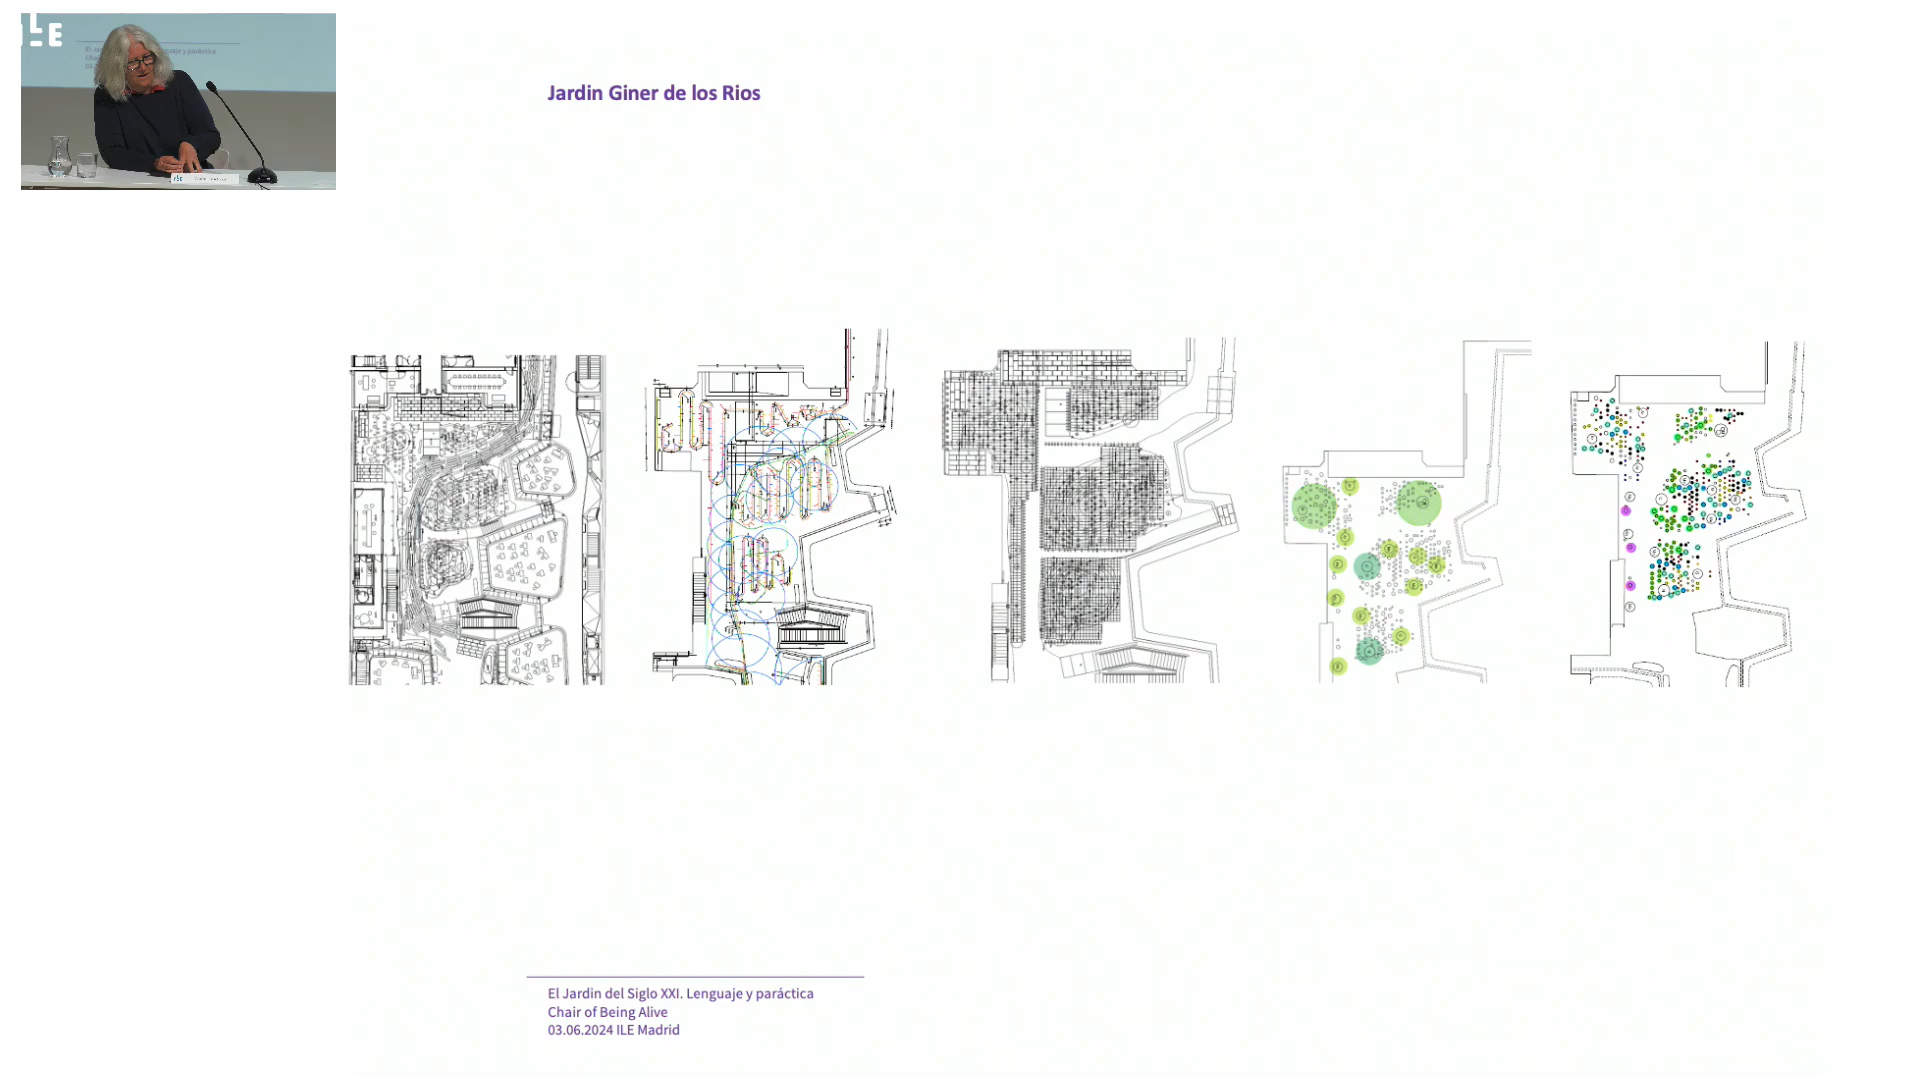 ILE
Jardin Giner de los Rios
El Jardin del Siglo XXI. Lenguaje y paráctica
Chair of Being Alive
03.06.2024 ILE Madrid